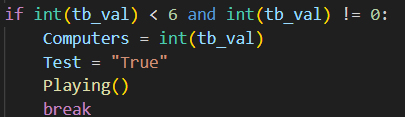 if int(tb_val) < 6 and int(tb_val) != 0:
    Computers = int(tb_val)
    Test = "True"
    Playing()
    break